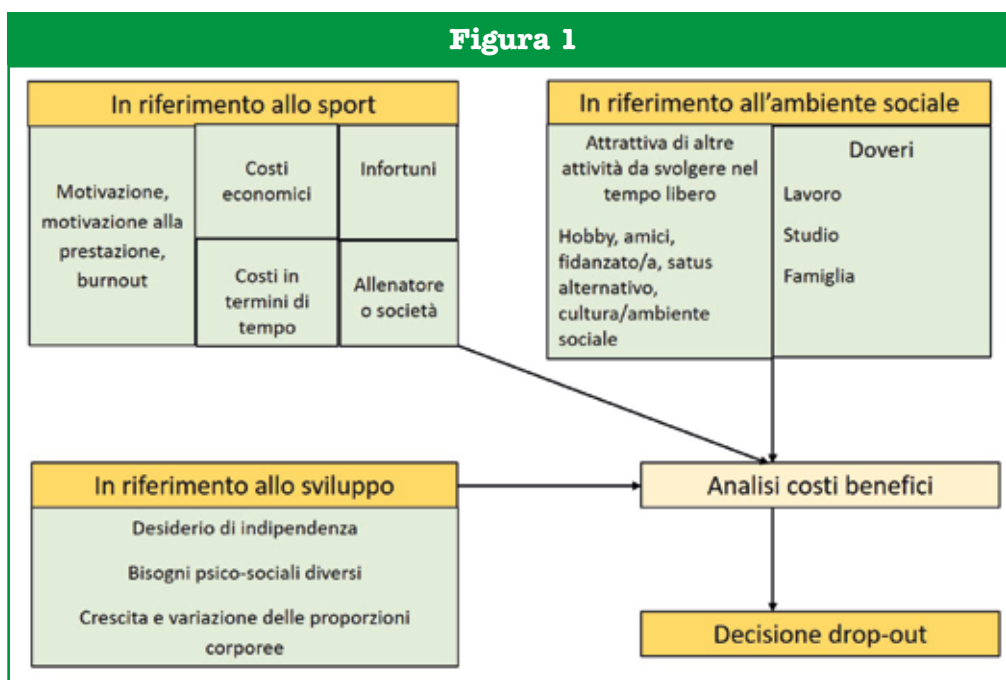 Figura 1
In riferimento allo sport
Motivazione,
motivazione alla
prestazione,
burnout
Costi
economici
Infortuni
Costi in
termini di
tempo
Allenatore
o società
In riferimento all'ambiente sociale
Attrattiva di altre
attività da svolgere nel
tempo libero
Hobby, amici,
fidanzato/a, satus
alternativo,
cultura/ambiente
sociale
Doveri
Lavoro
Studio
Famiglia
In riferimento allo sviluppo
Desiderio di indipendenza
Bisogni psico-sociali diversi
Crescita e variazione delle proporzioni
corporee
Analisi costi benefici
Decisione drop-out